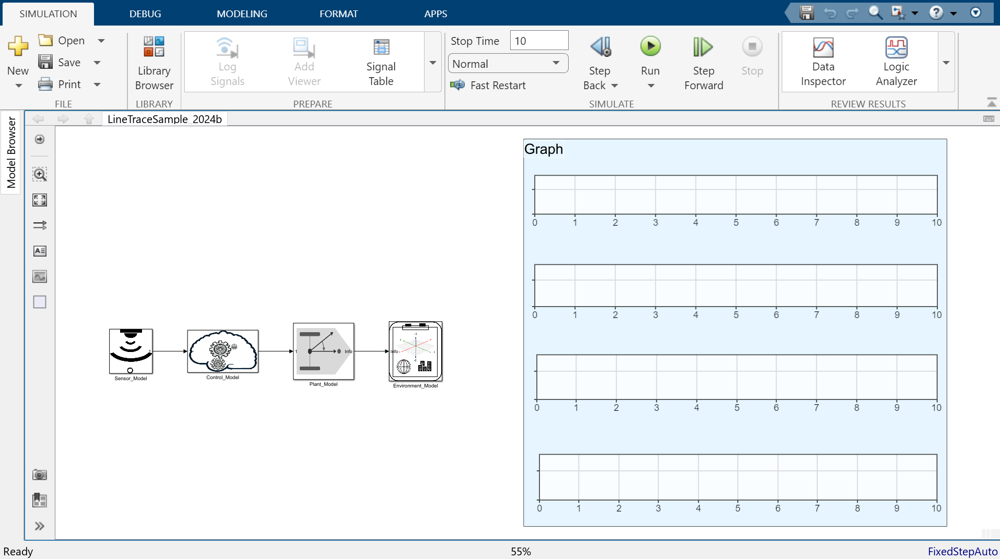 SIMULATION DEBUG MODELING FORMAT APPS
New
Open
Save
Print
FILE
Library
Browser
LIBRARY
Log
Signals
Add
Viewer
Signal
Table
PREPARE
Stop Time 10
Normal
Fast Restart
Step
Back
Run
Step
Forward
Stop
SIMULATE
Data
Inspector
Logic
Analyzer
REVIEW RESULTS
Model Browser
LineTraceSample_2024b
Sensor_Model
Control_Model
1
Info
Plant_Model
Info
Environment_Model
Graph
0 1 2 3 4 5 6 7 8 9 10
0 1 2 3 4 5 6 7 8 9 10
0 1 2 3 4 5 6 7 8 9 10
0 1 2 3 4 5 6 7 8 9 10
Ready
55%
FixedStepAuto